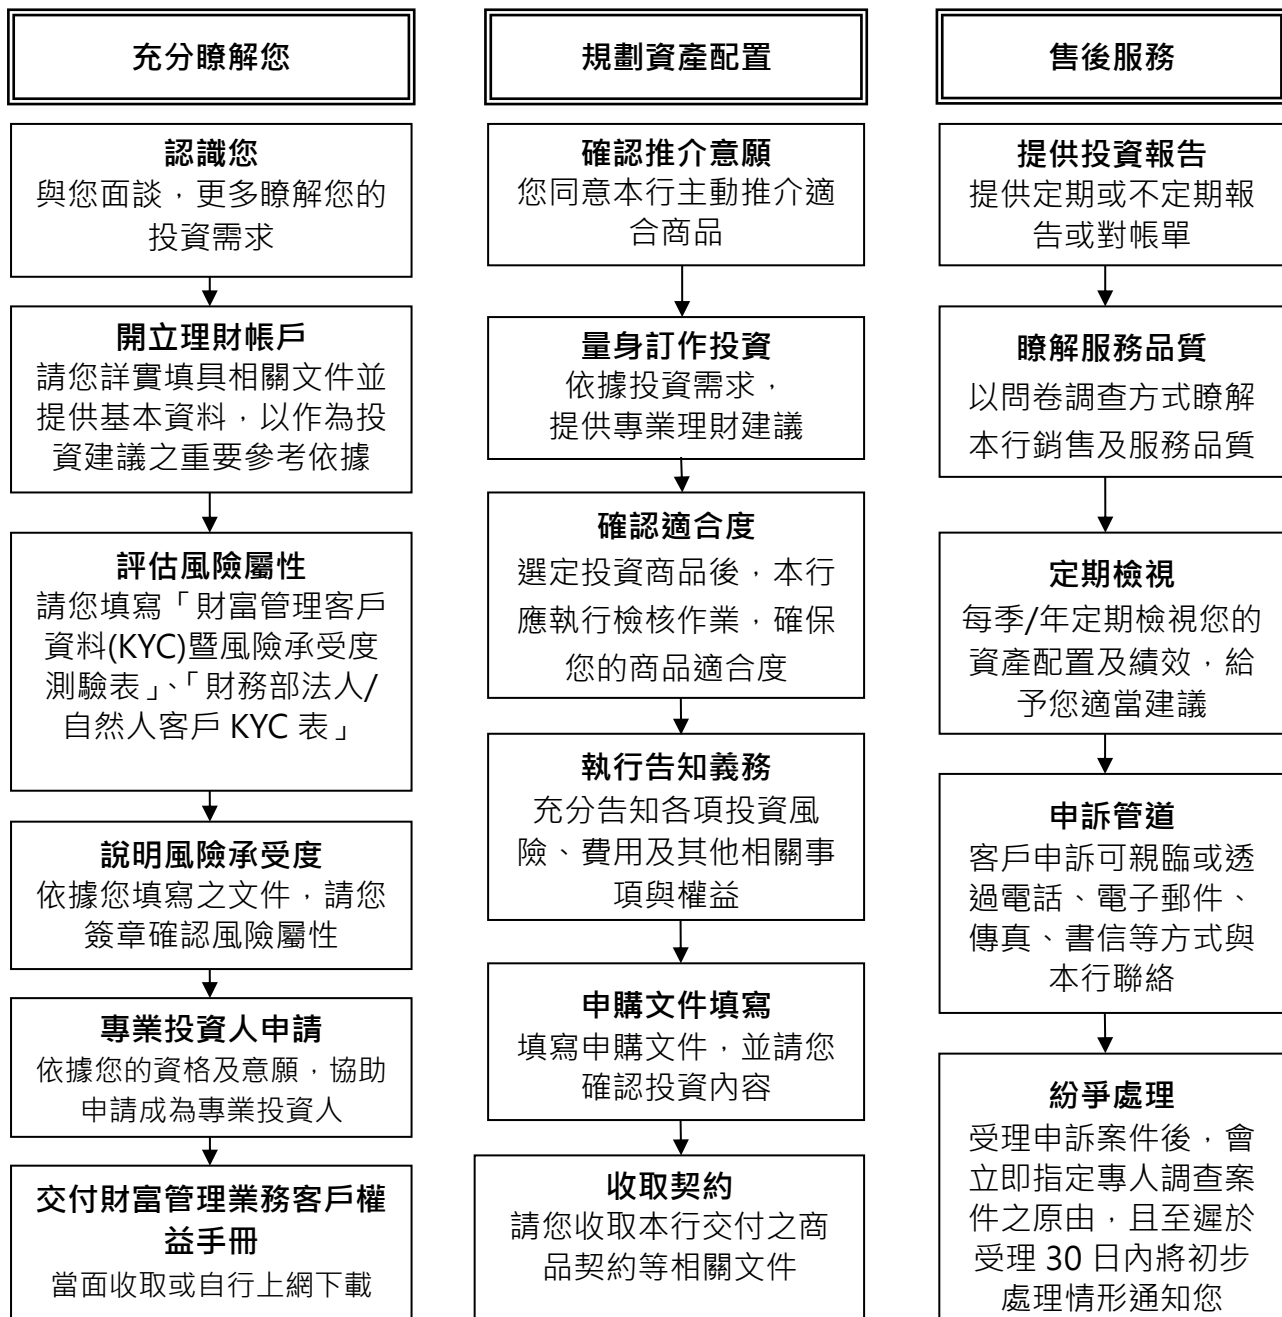 充分瞭解您
認識您
與您面談，更多瞭解您的
投資需求
開立理財帳戶
請您詳實填具相關文件並
提供基本資料，以作為投
資建議之重要參考依據
評估風險屬性
請您填寫「財富管理客戶
資料(KYC)暨風險承受度
測驗表」、「財務部法人/
自然人客戶 KYC 表」
說明風險承受度
依據您填寫之文件，請您
簽章確認風險屬性
專業投資人申請
依據您的資格及意願，協助
申請成為專業投資人
交付財富管理業務客戶權
益手冊
當面收取或自行上網下載
規劃資產配置
確認推介意願
您同意本行主動推介適
合商品
量身訂作投資
依據投資需求，
提供專業理財建議
確認適合度
選定投資商品後，本行
應執行檢核作業，確保
您的商品適合度
執行告知義務
充分告知各項投資風
險、費用及其他相關事
項與權益
申購文件填寫
填寫申購文件，並請您
確認投資內容
收取契約
請您收取本行交付之商
品契約等相關文件
售後服務
提供投資報告
提供定期或不定期報
告或對帳單
瞭解服務品質
以問卷調查方式瞭解
本行銷售及服務品質
定期檢視
每季/年定期檢視您的
資產配置及績效，給
予您適當建議
申訴管道
客戶申訴可親臨或透
過電話、電子郵件、
傳真、書信等方式與
本行聯絡
紛爭處理
受理申訴案件後，會
立即指定專人調查案
件之原由，且至遲於
受理 30 日內將初步
處理情形通知您